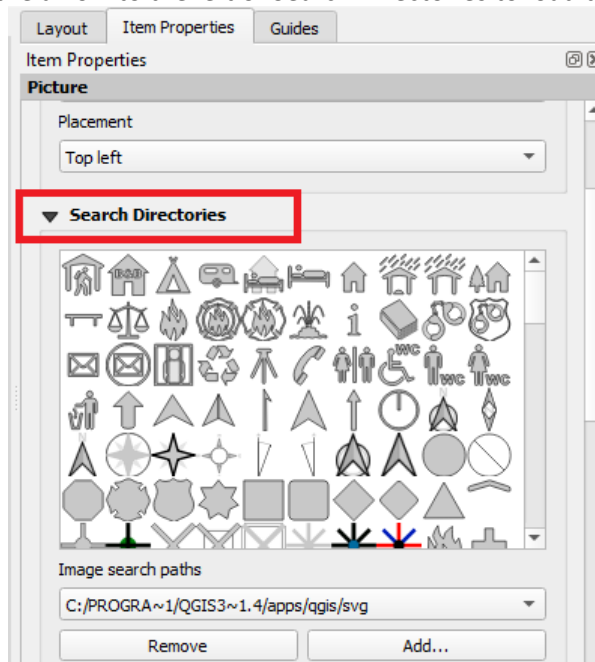 Layout Item Properties Guides
Item Properties
Picture
Placement
Top left
Search Directories
Image search paths
C:/PROGRA~1/QGIS3~1.4/apps/qgis/svg
Remove Add...